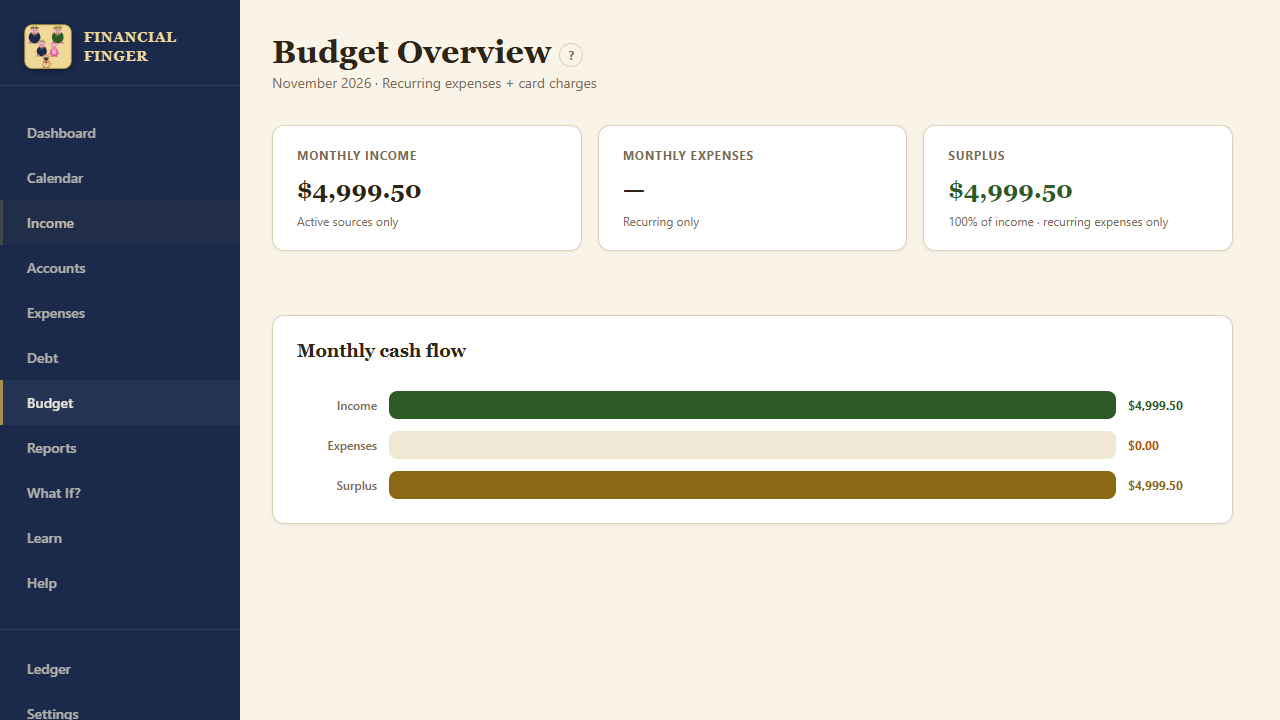 FINANCIAL
FINGER
Dashboard
Calendar
Income
Accounts
Expenses
Debt
Budget
Reports
What If?
Learn
Help
Ledger
Settings
Budget Overview ?
November 2026 · Recurring expenses + card charges
MONTHLY INCOME
$4,999.50
Active sources only
MONTHLY EXPENSES
—
Recurring only
SURPLUS
$4,999.50
100% of income · recurring expenses only
Monthly cash flow
Income $4,999.50
Expenses $0.00
Surplus $4,999.50